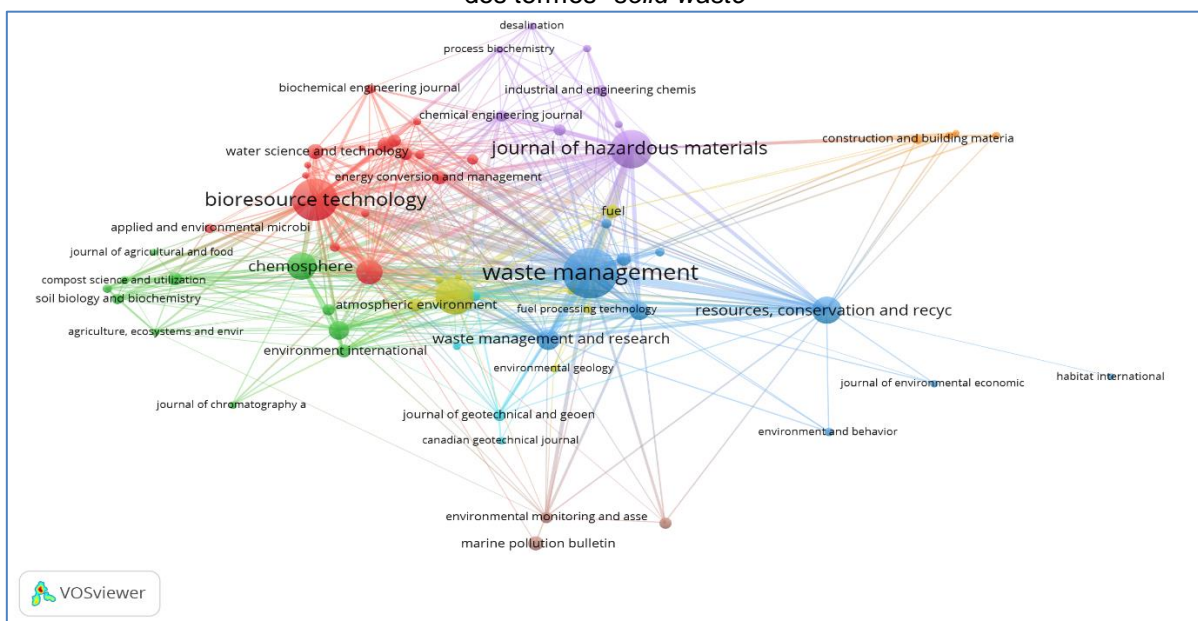 des termos "solid waste"
desalination
process biochemistry
biochemical engineering journal
industrial and engineering chemis
chemical engineering journal
construction and building materia
water science and technology
journal of hazardous materials
energy conversion and management
bioresource technology
fuel
applied and environmental microbi
journal of agricultural and food
chemosphere
waste management
compost science and utilization
soil biology and biochemistry
atmospheric environment
fuel processing technology
resources, conservation and recyc
agriculture, ecosystems and envir
waste management and research
environment international
environmental geology
habitat international
journal of environmental economic
journal of chromatography a
journal of geotechnical and geoen
environment and behavior
canadian geotechnical journal
environmental monitoring and asse
marine pollution bulletin
VOSviewer